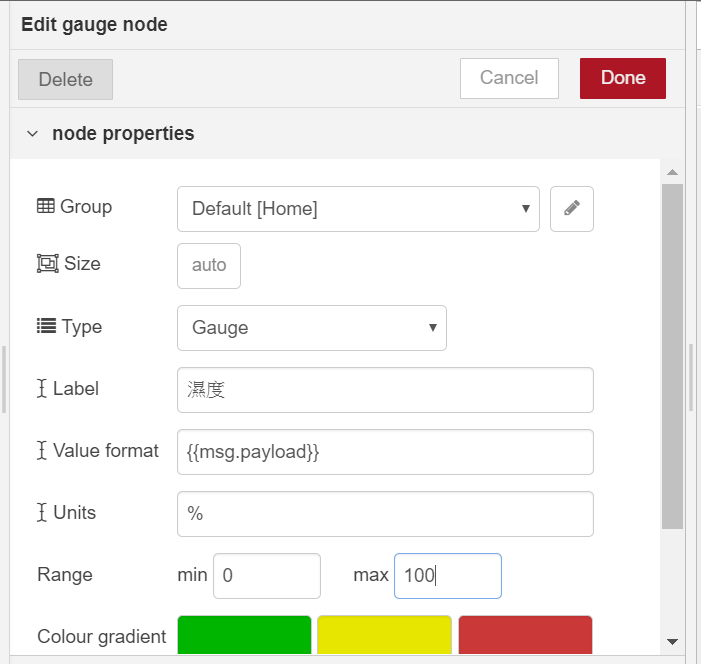 Edit gauge node
Delete Cancel Done
node properties
Group Default [Home]
Size auto
Type Gauge
Label 濕度
Value format {{msg.payload}}
Units %
Range min 0 max 100
Colour gradient